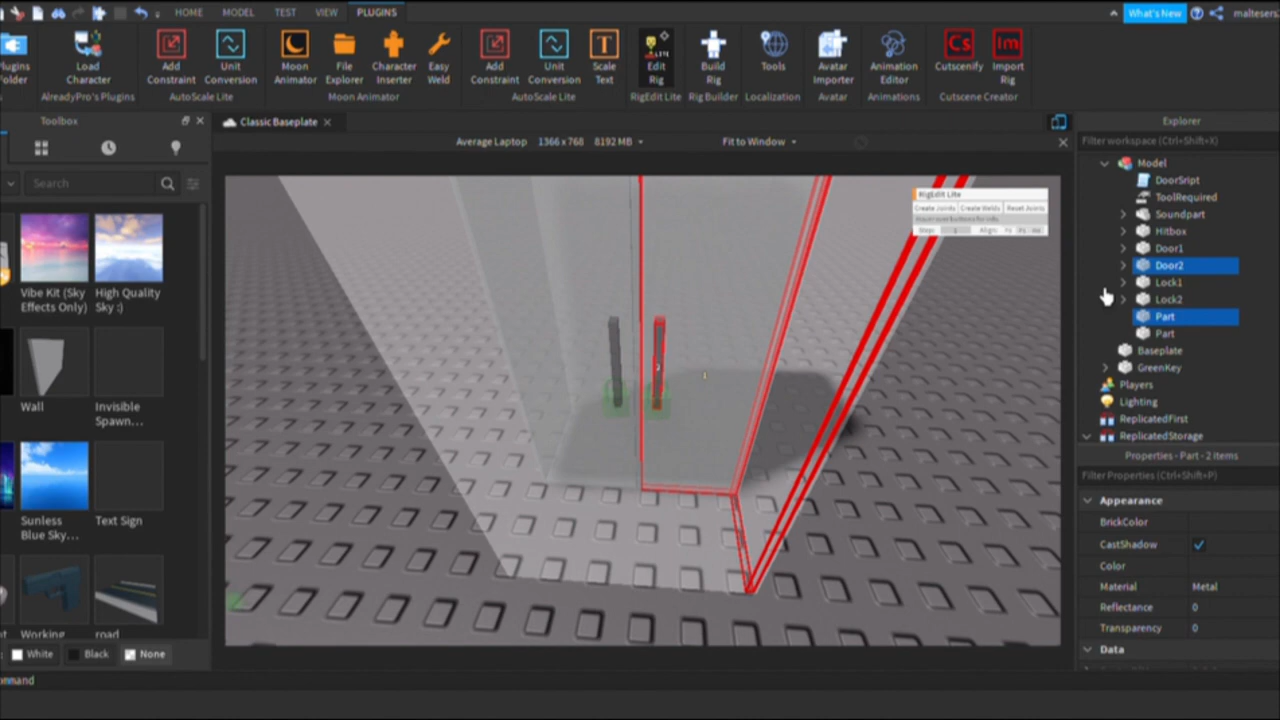 HOME MODEL TEST VIEW PLUGINS
What's New
Load Character
Add Constraint
Unit Conversion
Moon Animator
File Explorer
Character Inserter
Easy Weld
Add Constraint
Unit Conversion
Scale Text
Edit Rig
Build Rig
Tools
Avatar Importer
Animation Editor
Cs
Cutscenify
Im
Import Rig
AlreadyPro's Plugins
AutoScale Lite
Moon Animator
AutoScale Lite
RigEdit Lite
Rig Builder
Localization
Avatar
Animations
Cutscene Creator
Toolbox
Classic Baseplate
Explorer
Average Laptop 1366 x 768 8192 MB
Fit to Window
Filter workspace (Ctrl+Shift+X)
Search
Vibe Kit (Sky Effects Only)
High Quality Sky :)
Wall
Invisible Spawn...
Sunless Blue Sky...
Text Sign
Working
road
White Black None
RigEdit Lite
Create Joints Create Welds Reset Joints
Model
DoorSript
ToolRequired
Soundpart
Hitbox
Door1
Door2
Lock1
Lock2
Part
Part
Baseplate
GreenKey
Players
Lighting
ReplicatedFirst
ReplicatedStorage
Properties - Part - 2 items
Filter Properties (Ctrl+Shift+P)
Appearance
BrickColor
CastShadow
Color
Material Metal
Reflectance 0
Transparency 0
Data